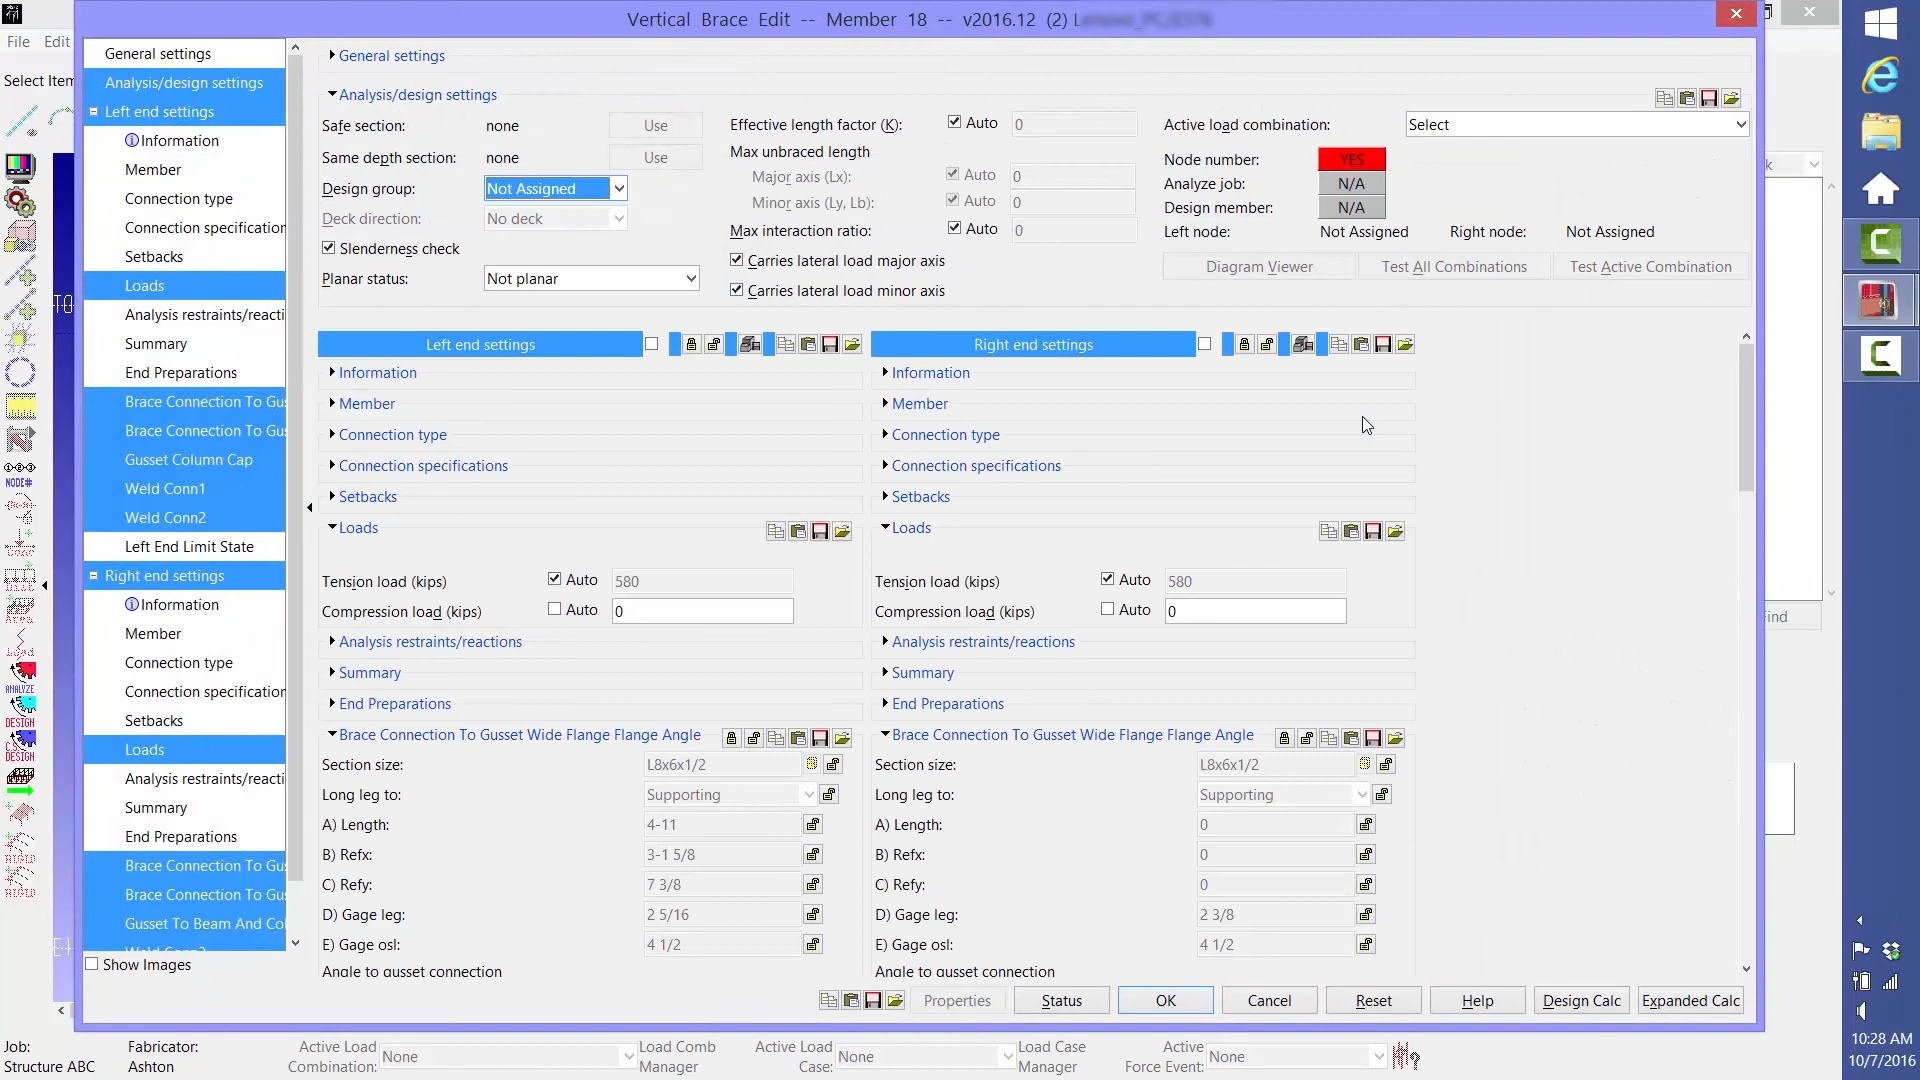 Vertical Brace Edit -- Member 18 -- v2016.12 (2)
File Edit
Select Item
General settings
Analysis/design settings
Left end settings
Information
Member
Connection type
Connection specification
Setbacks
Loads
Analysis restraints/reacti
Summary
End Preparations
Brace Connection To Gu
Brace Connection To Gu
Gusset Column Cap
Weld Conn1
Weld Conn2
Left End Limit State
Right end settings
Information
Member
Connection type
Connection specification
Setbacks
Loads
Analysis restraints/reacti
Summary
End Preparations
Brace Connection To Gu
Brace Connection To Gu
Gusset To Beam And Co
Show Images
General settings
Analysis/design settings
Safe section: none Use
Same depth section: none Use
Design group: Not Assigned
Deck direction: No deck
Slenderness check
Planar status: Not planar
Effective length factor (K): Auto 0
Max unbraced length
Major axis (Lx): Auto 0
Minor axis (Ly, Lb): Auto 0
Max interaction ratio: Auto 0
Carries lateral load major axis
Carries lateral load minor axis
Active load combination: Select
Node number: YES
Analyze job: N/A
Design member: N/A
Left node: Not Assigned Right node: Not Assigned
Diagram Viewer Test All Combinations Test Active Combination
Left end settings
Information
Member
Connection type
Connection specifications
Setbacks
Loads
Tension load (kips) Auto 580
Compression load (kips) Auto 0
Analysis restraints/reactions
Summary
End Preparations
Brace Connection To Gusset Wide Flange Flange Angle
Section size: L8x6x1/2
Long leg to: Supporting
A) Length: 4-11
B) Refx: 3-1 5/8
C) Refy: 7 3/8
D) Gage leg: 2 5/16
E) Gage osl: 4 1/2
Angle to gusset connection
Right end settings
Information
Member
Connection type
Connection specifications
Setbacks
Loads
Tension load (kips) Auto 580
Compression load (kips) Auto 0
Analysis restraints/reactions
Summary
End Preparations
Brace Connection To Gusset Wide Flange Flange Angle
Section size: L8x6x1/2
Long leg to: Supporting
A) Length: 0
B) Refx: 0
C) Refy: 0
D) Gage leg: 2 3/8
E) Gage osl: 4 1/2
Angle to gusset connection
Properties Status OK Cancel Reset Help Design Calc Expanded Calc
NODE#
ANALYZE
DESIGN
C.S.
DESIGN
Job:
Structure ABC
Fabricator:
Ashton
Active Load
Combination: None
Load Comb
Manager
Active Load
Case: None
Load Case
Manager
Active
Force Event: None
10:28 AM
10/7/2016